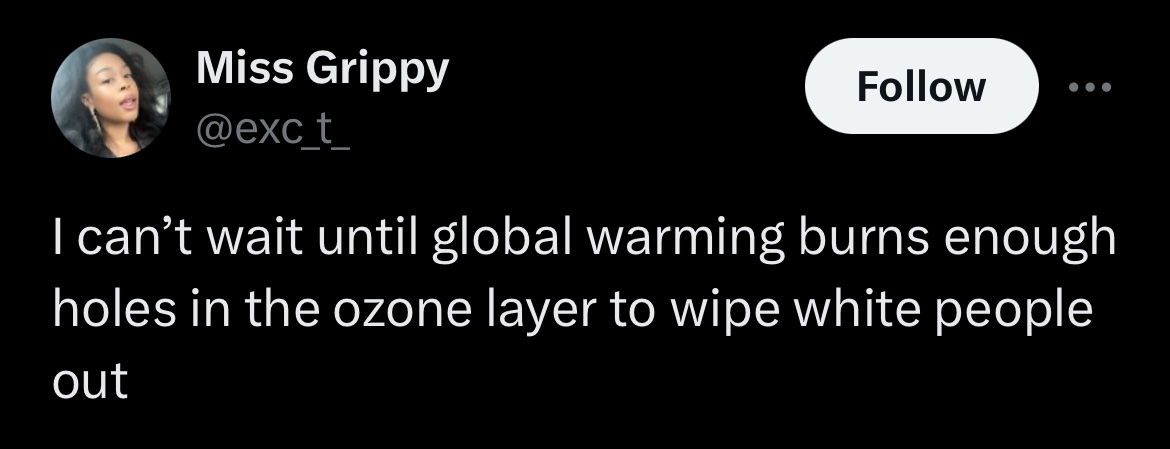 Miss Grippy
@exc_t_
Follow
I can’t wait until global warming burns enough
holes in the ozone layer to wipe white people
out